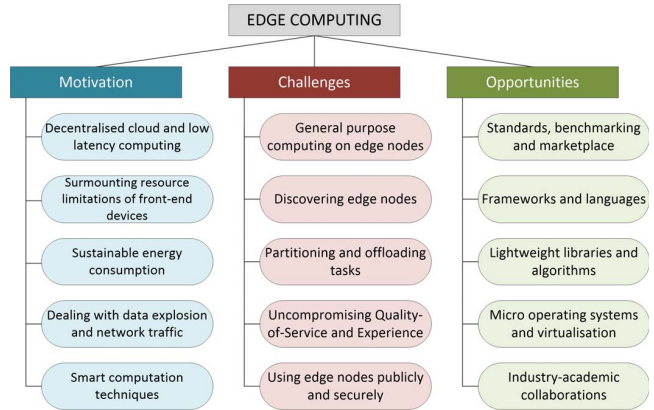 EDGE COMPUTING
Motivation
Decentralised cloud and low
latency computing
Surmounting resource
limitations of front-end
devices
Sustainable energy
consumption
Dealing with data explosion
and network traffic
Smart computation
techniques
Challenges
General purpose
computing on edge nodes
Discovering edge nodes
Partitioning and offloading
tasks
Uncompromising Quality-
of-Service and Experience
Using edge nodes publicly
and securely
Opportunities
Standards, benchmarking
and marketplace
Frameworks and languages
Lightweight libraries and
algorithms
Micro operating systems
and virtualisation
Industry-academic
collaborations